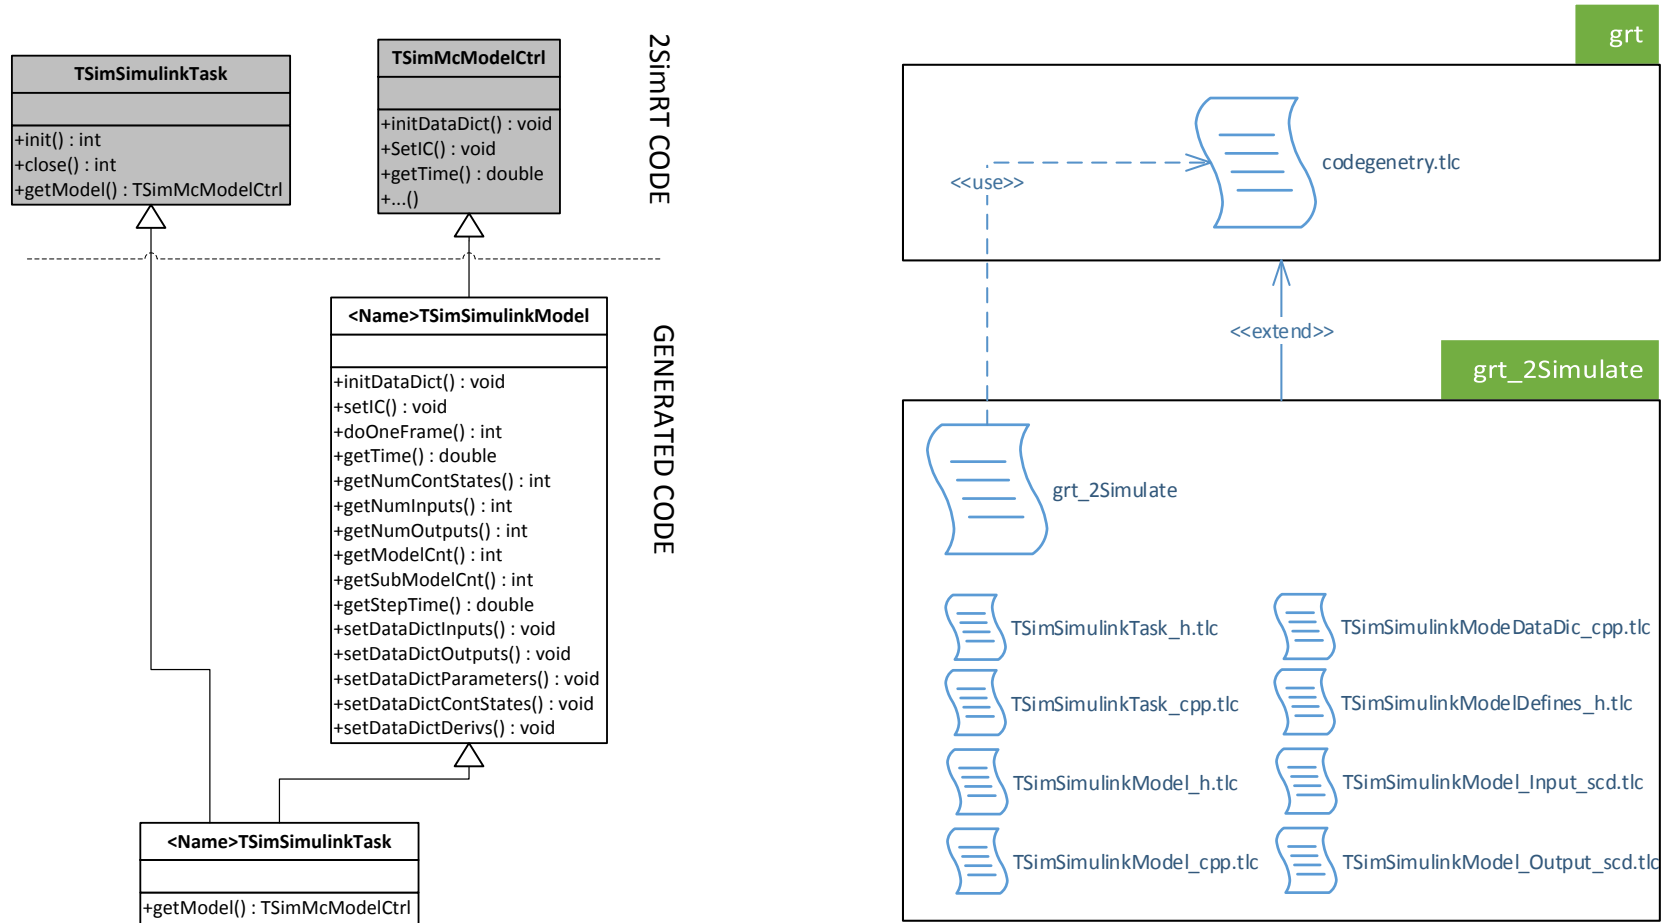 TSimSimulinkTask
+init() : int
+close() : int
+getModel() : TSimMcModelCtrl
TSimMcModelCtrl
+initDataDict() : void
+SetIC() : void
+getTime() : double
+...()
2SimRT CODE
GENERATED CODE
<Name>TSimSimulinkModel
+initDataDict() : void
+setIC() : void
+doOneFrame() : int
+getTime() : double
+getNumContStates() : int
+getNumInputs() : int
+getNumOutputs() : int
+getModelCnt() : int
+getSubModelCnt() : int
+getStepTime() : double
+setDataDictInputs() : void
+setDataDictOutputs() : void
+setDataDictParameters() : void
+setDataDictContStates() : void
+setDataDictDerivs() : void
<Name>TSimSimulinkTask
+getModel() : TSimMcModelCtrl
grt
codegenetry.tlc
<<use>>
<<extend>>
grt_2Simulate
grt_2Simulate
TSimSimulinkTask_h.tlc
TSimSimulinkTask_cpp.tlc
TSimSimulinkModel_h.tlc
TSimSimulinkModel_cpp.tlc
TSimSimulinkModeDataDic_cpp.tlc
TSimSimulinkModelDefines_h.tlc
TSimSimulinkModel_Input_scd.tlc
TSimSimulinkModel_Output_scd.tlc